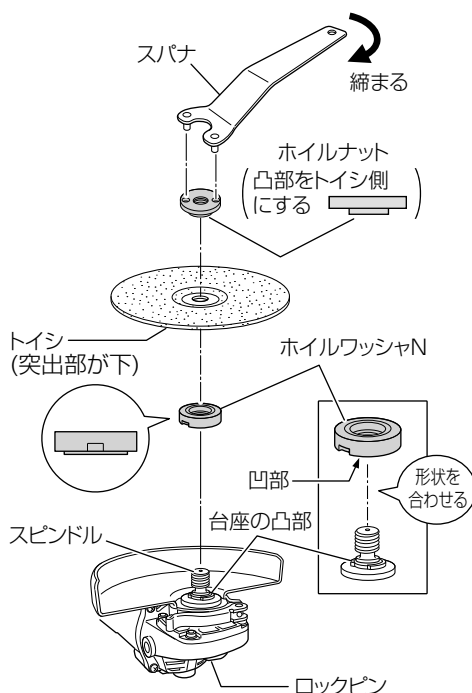 スパナ
締まる
ホイルナット
(凸部をトイシ側
にする )
トイシ
(突出部が下)
ホイルワッシャN
凹部
形状を
合わせる
スピンドル
台座の凸部
ロックピン